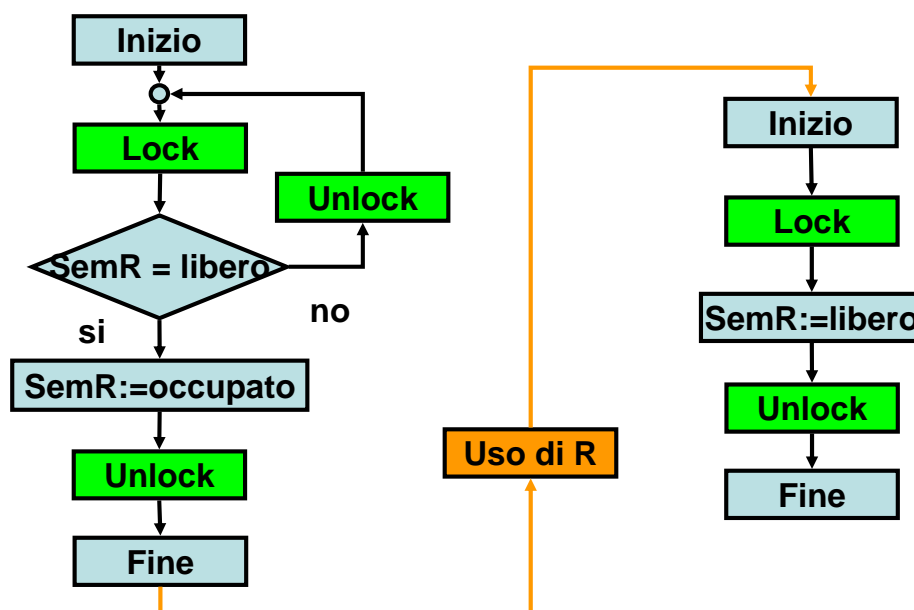 Inizio
Lock
Unlock
SemR = libero
no
si
SemR:=occupato
Unlock
Fine
Uso di R
Inizio
Lock
SemR:=libero
Unlock
Fine